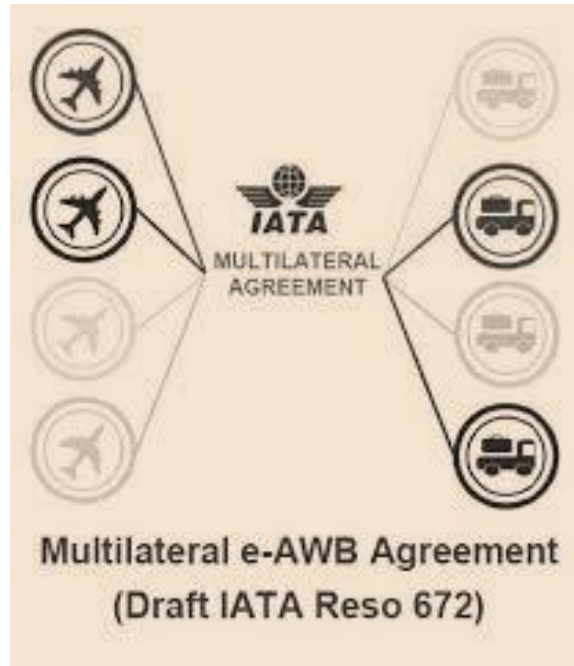 IATA
MULTILATERAL
AGREEMENT
Multilateral e-AWB Agreement
(Draft IATA Reso 672)